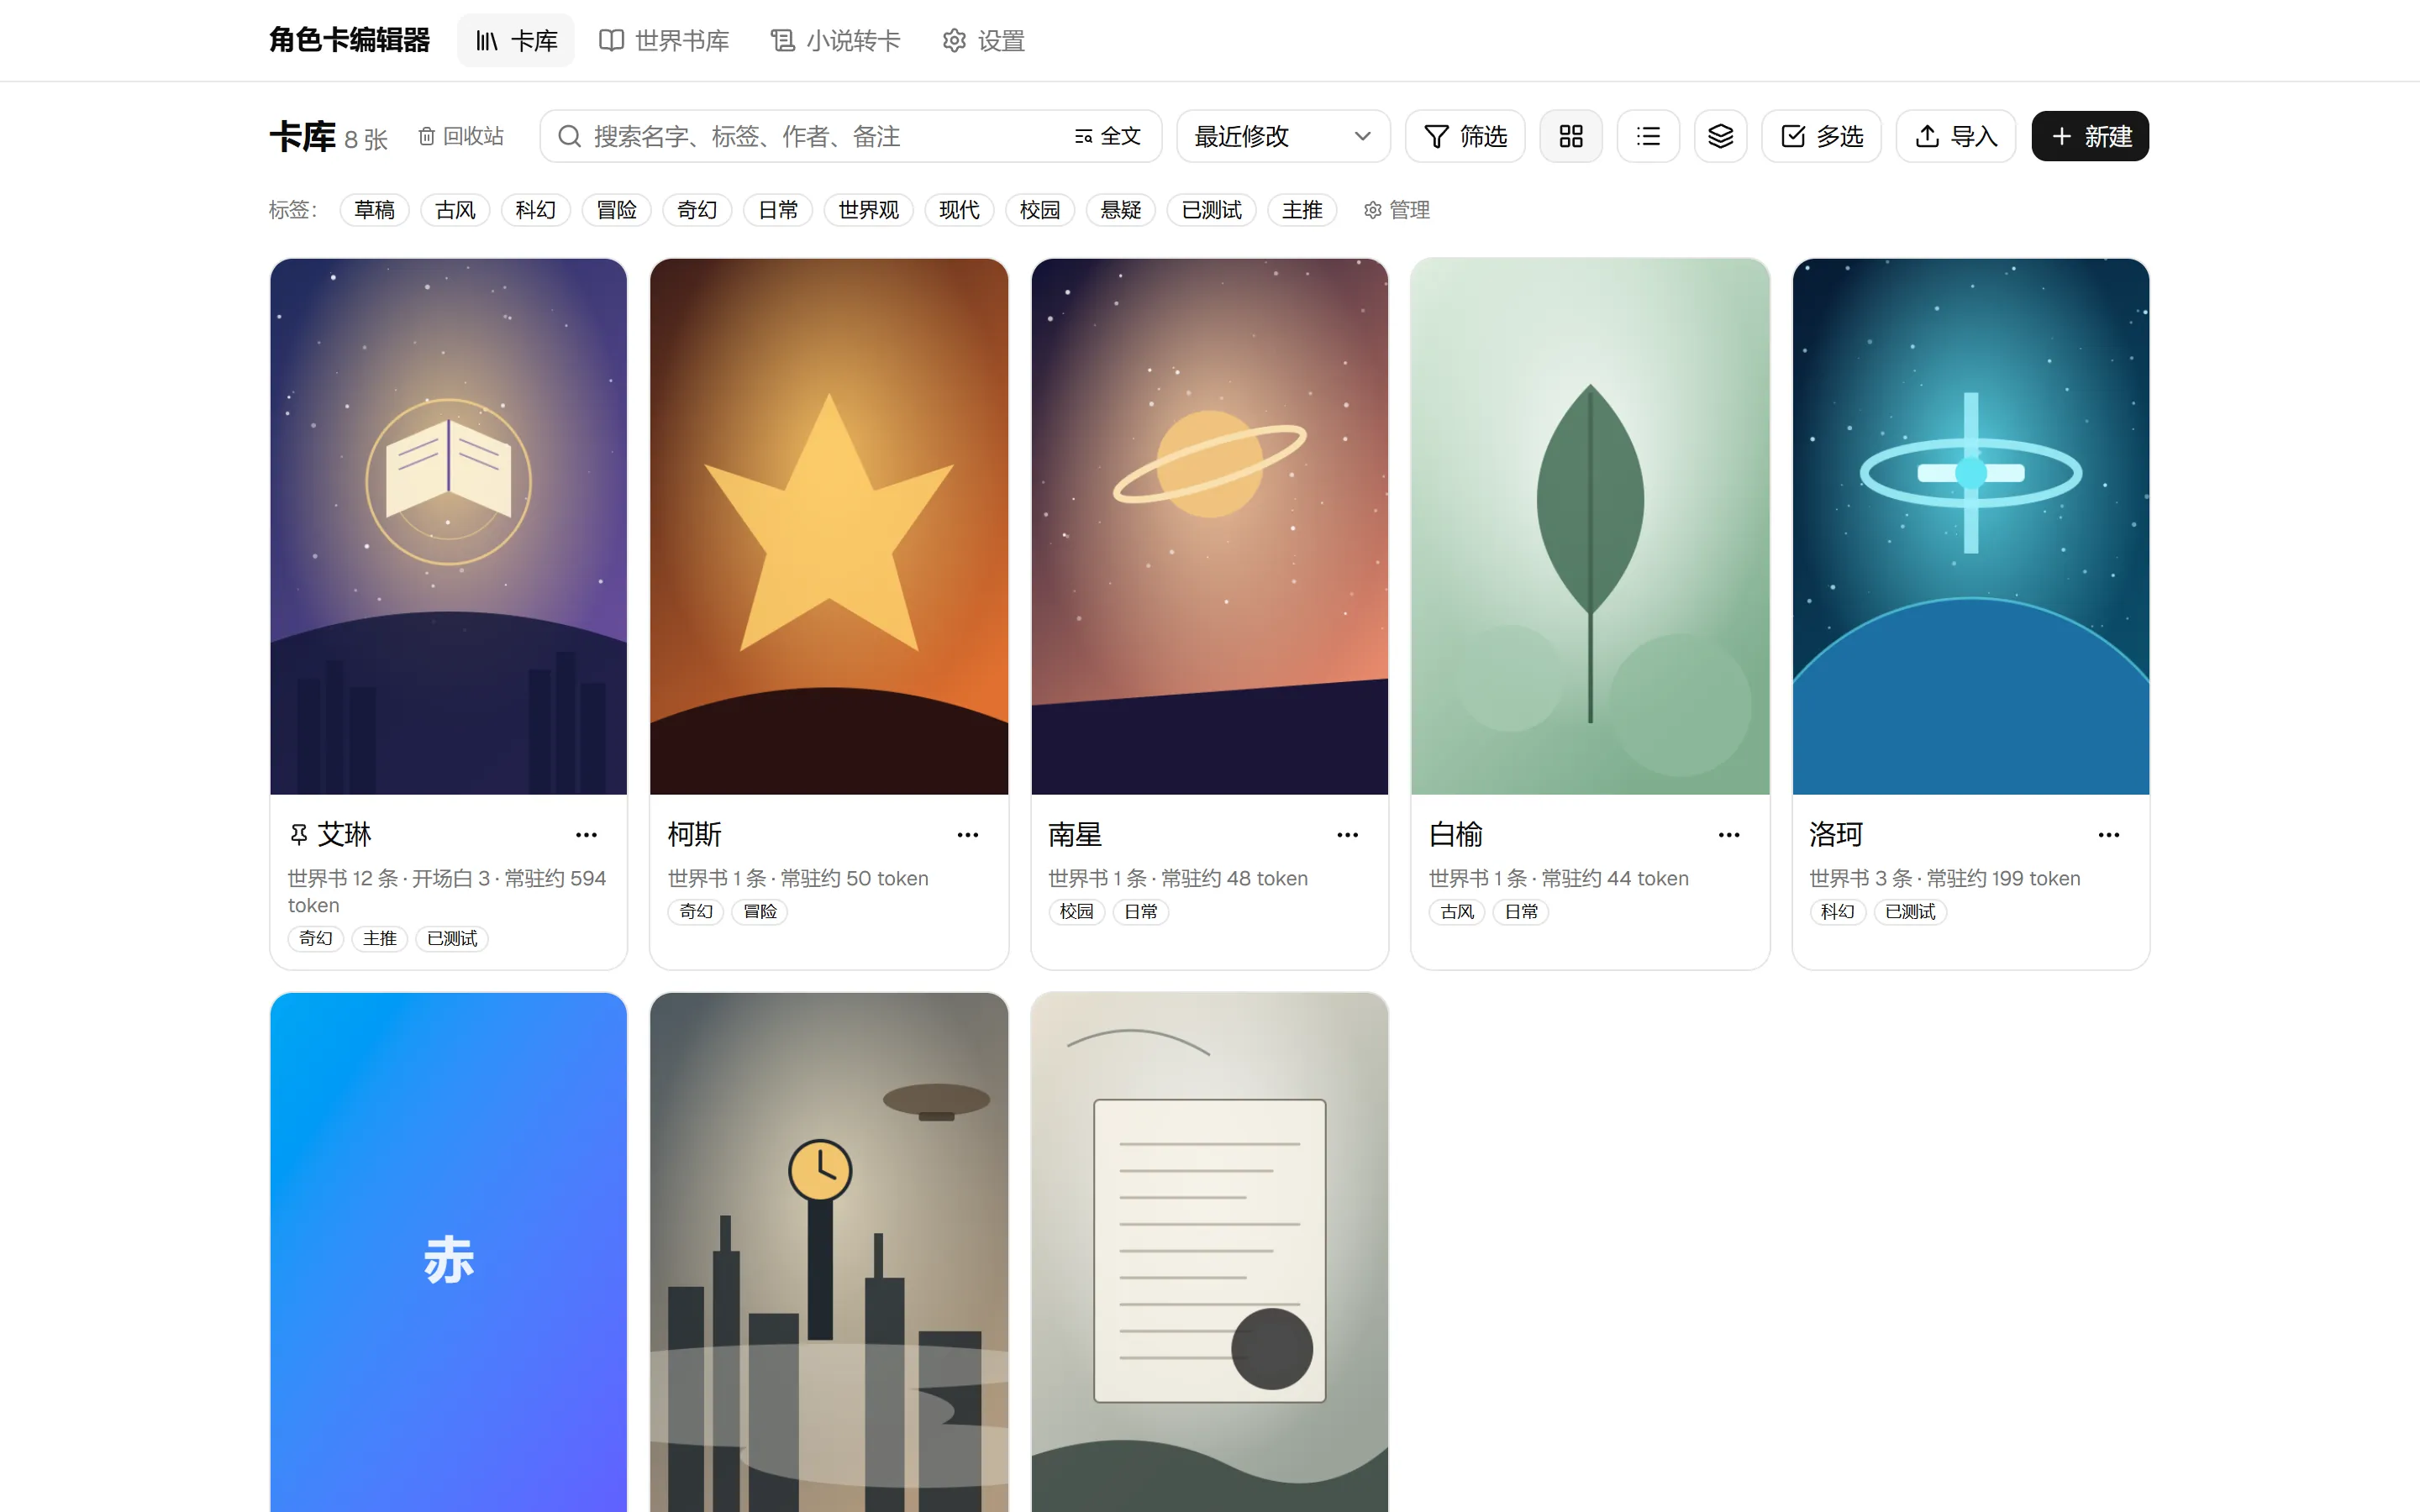 角色卡编辑器 卡库 世界书库 小说转卡 设置
卡库 8 张 回收站 搜索名字、标签、作者、备注 全文 最近修改 筛选 多选 导入 新建
标签: 草稿 古风 科幻 冒险 奇幻 日常 世界观 现代 校园 悬疑 已测试 主推 管理
艾琳
世界书 12 条 · 开场白 3 · 常驻约 594
token
奇幻 主推 已测试
柯斯
世界书 1 条 · 常驻约 50 token
奇幻 冒险
南星
世界书 1 条 · 常驻约 48 token
校园 日常
白榆
世界书 1 条 · 常驻约 44 token
古风 日常
洛珂
世界书 3 条 · 常驻约 199 token
科幻 已测试
赤